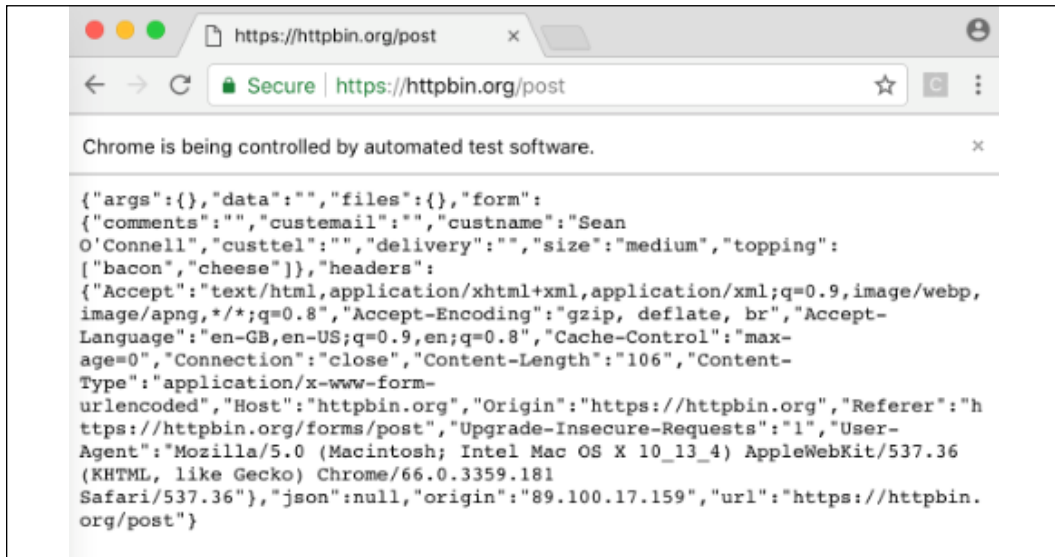 https://httpbin.org/post
Secure https://httpbin.org/post
C
Chrome is being controlled by automated test software.
{"args":{},"data":"","files":{},"form":
{"comments":"","custemail":"","custname":"Sean
O'Connell","custtel":"","delivery":"","size":"medium","topping":
["bacon","cheese"]},"headers":
{"Accept":"text/html,application/xhtml+xml,application/xml;q=0.9,image/webp,
image/apng,*/*;q=0.8","Accept-Encoding":"gzip, deflate, br","Accept-
Language":"en-GB,en-US;q=0.9,en;q=0.8","Cache-Control":"max-
age=0","Connection":"close","Content-Length":"106","Content-
Type":"application/x-www-form-
urlencoded","Host":"httpbin.org","Origin":"https://httpbin.org","Referer":"h
ttps://httpbin.org/forms/post","Upgrade-Insecure-Requests":"1","User-
Agent":"Mozilla/5.0 (Macintosh; Intel Mac OS X 10_13_4) AppleWebKit/537.36
(KHTML, like Gecko) Chrome/66.0.3359.181
Safari/537.36"},"json":null,"origin":"89.100.17.159","url":"https://httpbin.
org/post"}